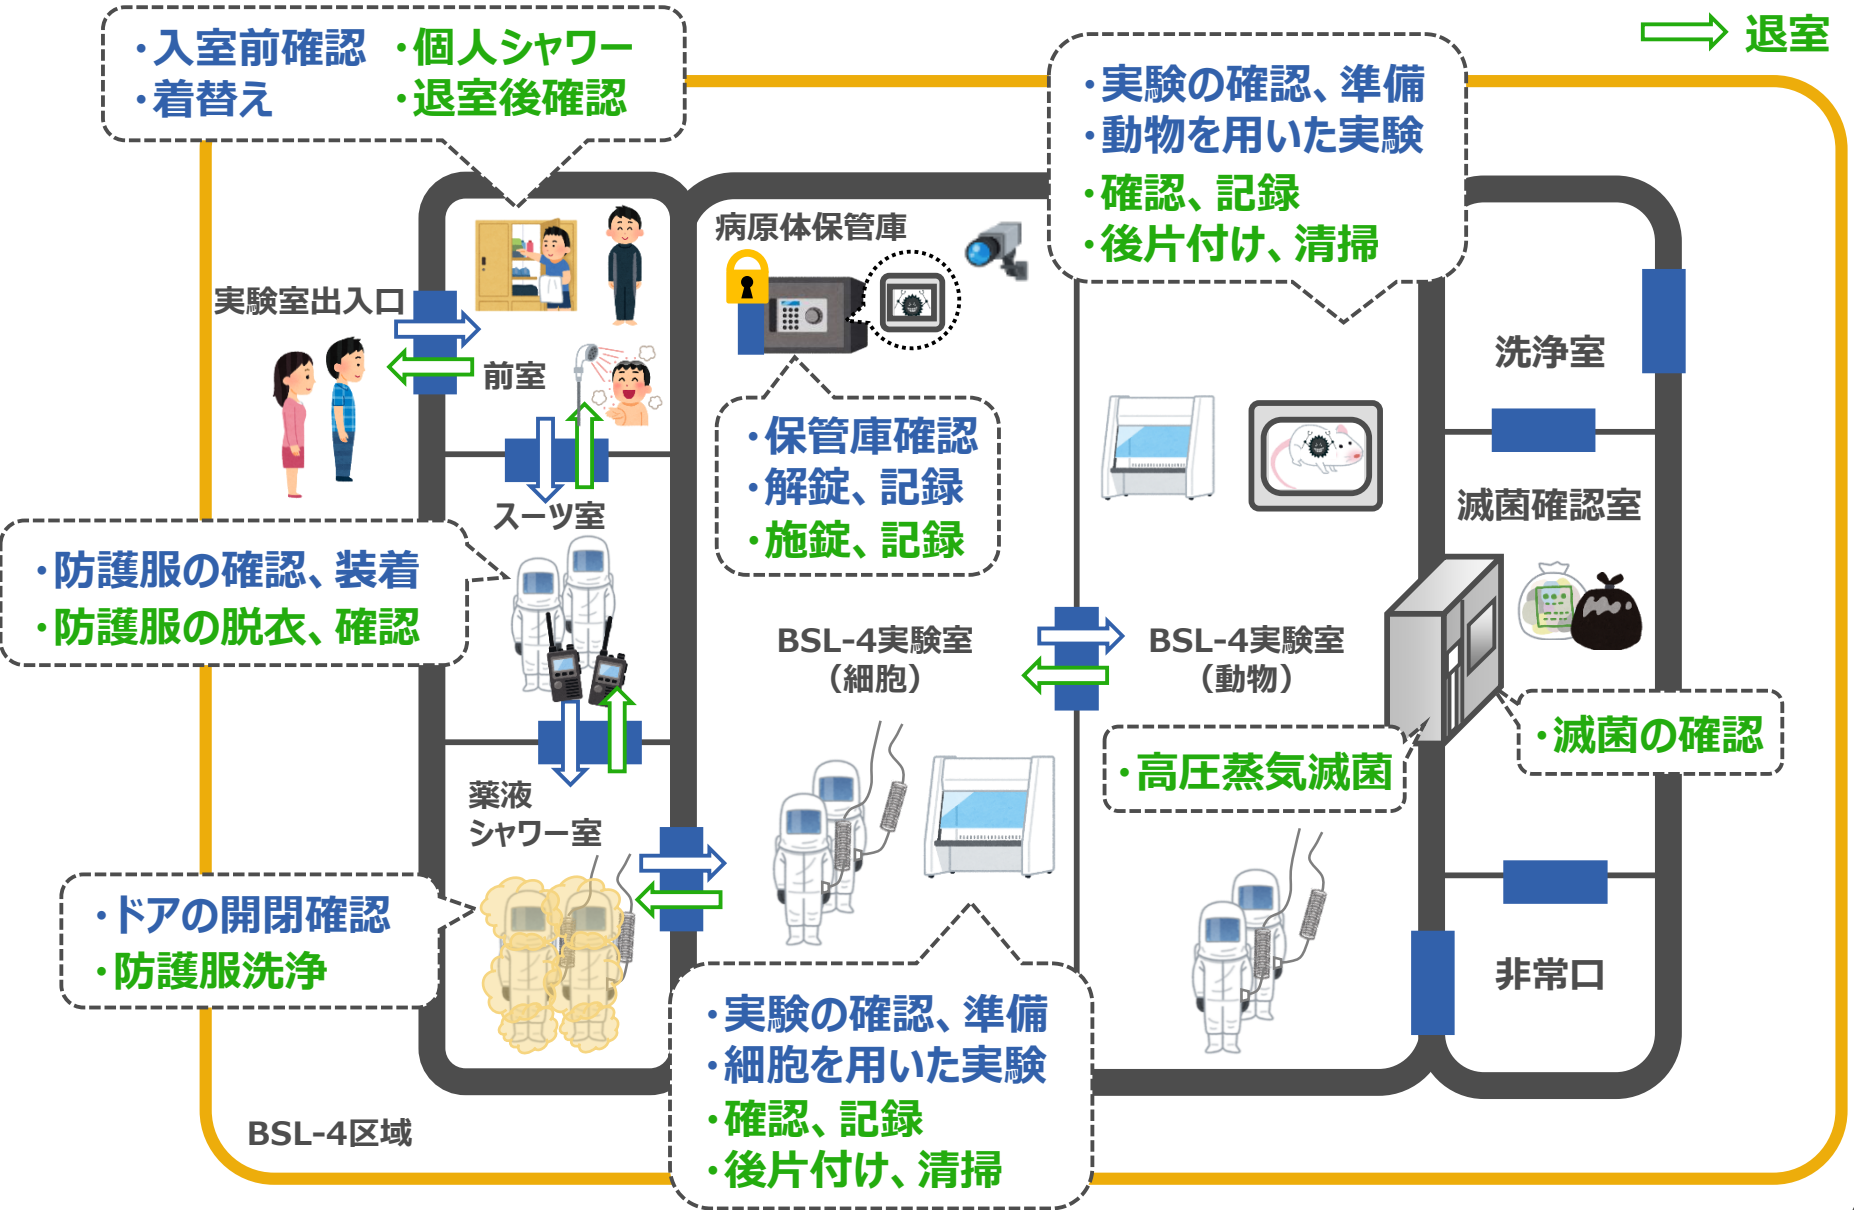 退室
・入室前確認
・着替え
・個人シャワー
・退室後確認
・実験の確認、準備
・動物を用いた実験
・確認、記録
・後片付け、清掃
病原体保管庫
実験室出入口
前室
洗浄室
・保管庫確認
・解錠、記録
・施錠、記録
スーツ室
滅菌確認室
・防護服の確認、装着
・防護服の脱衣、確認
BSL-4実験室
（細胞）
BSL-4実験室
（動物）
・滅菌の確認
・高圧蒸気滅菌
薬液
シャワー室
・ドアの開閉確認
・防護服洗浄
非常口
・実験の確認、準備
・細胞を用いた実験
・確認、記録
・後片付け、清掃
BSL-4区域